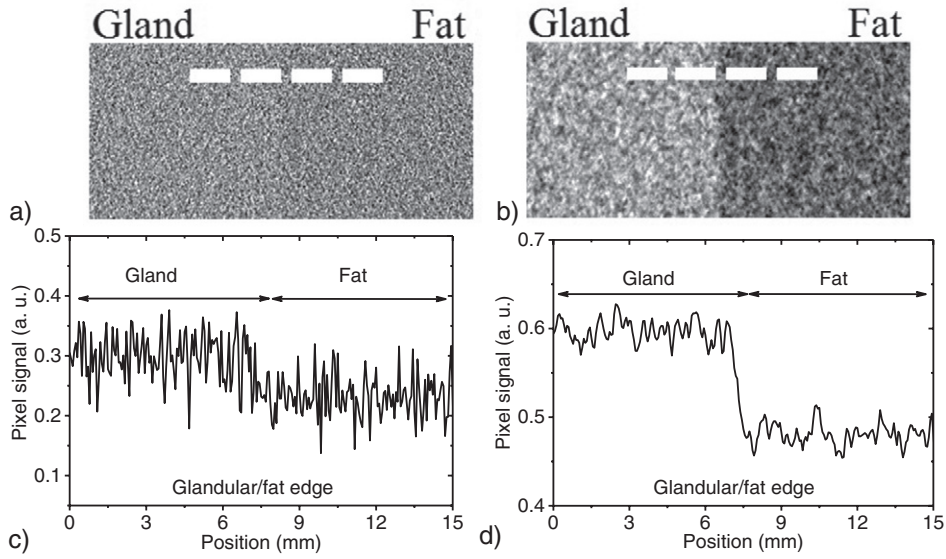 Gland Fat
Gland Fat
a)
b)
0.5
0.4
0.3
0.2
0.1
Pixel signal (a. u.)
Gland
Fat
Glandular/fat edge
0 3 6 9 12 15
Position (mm)
c)
0.7
0.6
0.5
0.4
Pixel signal (a. u.)
Gland
Fat
Glandular/fat edge
0 3 6 9 12 15
Position (mm)
d)